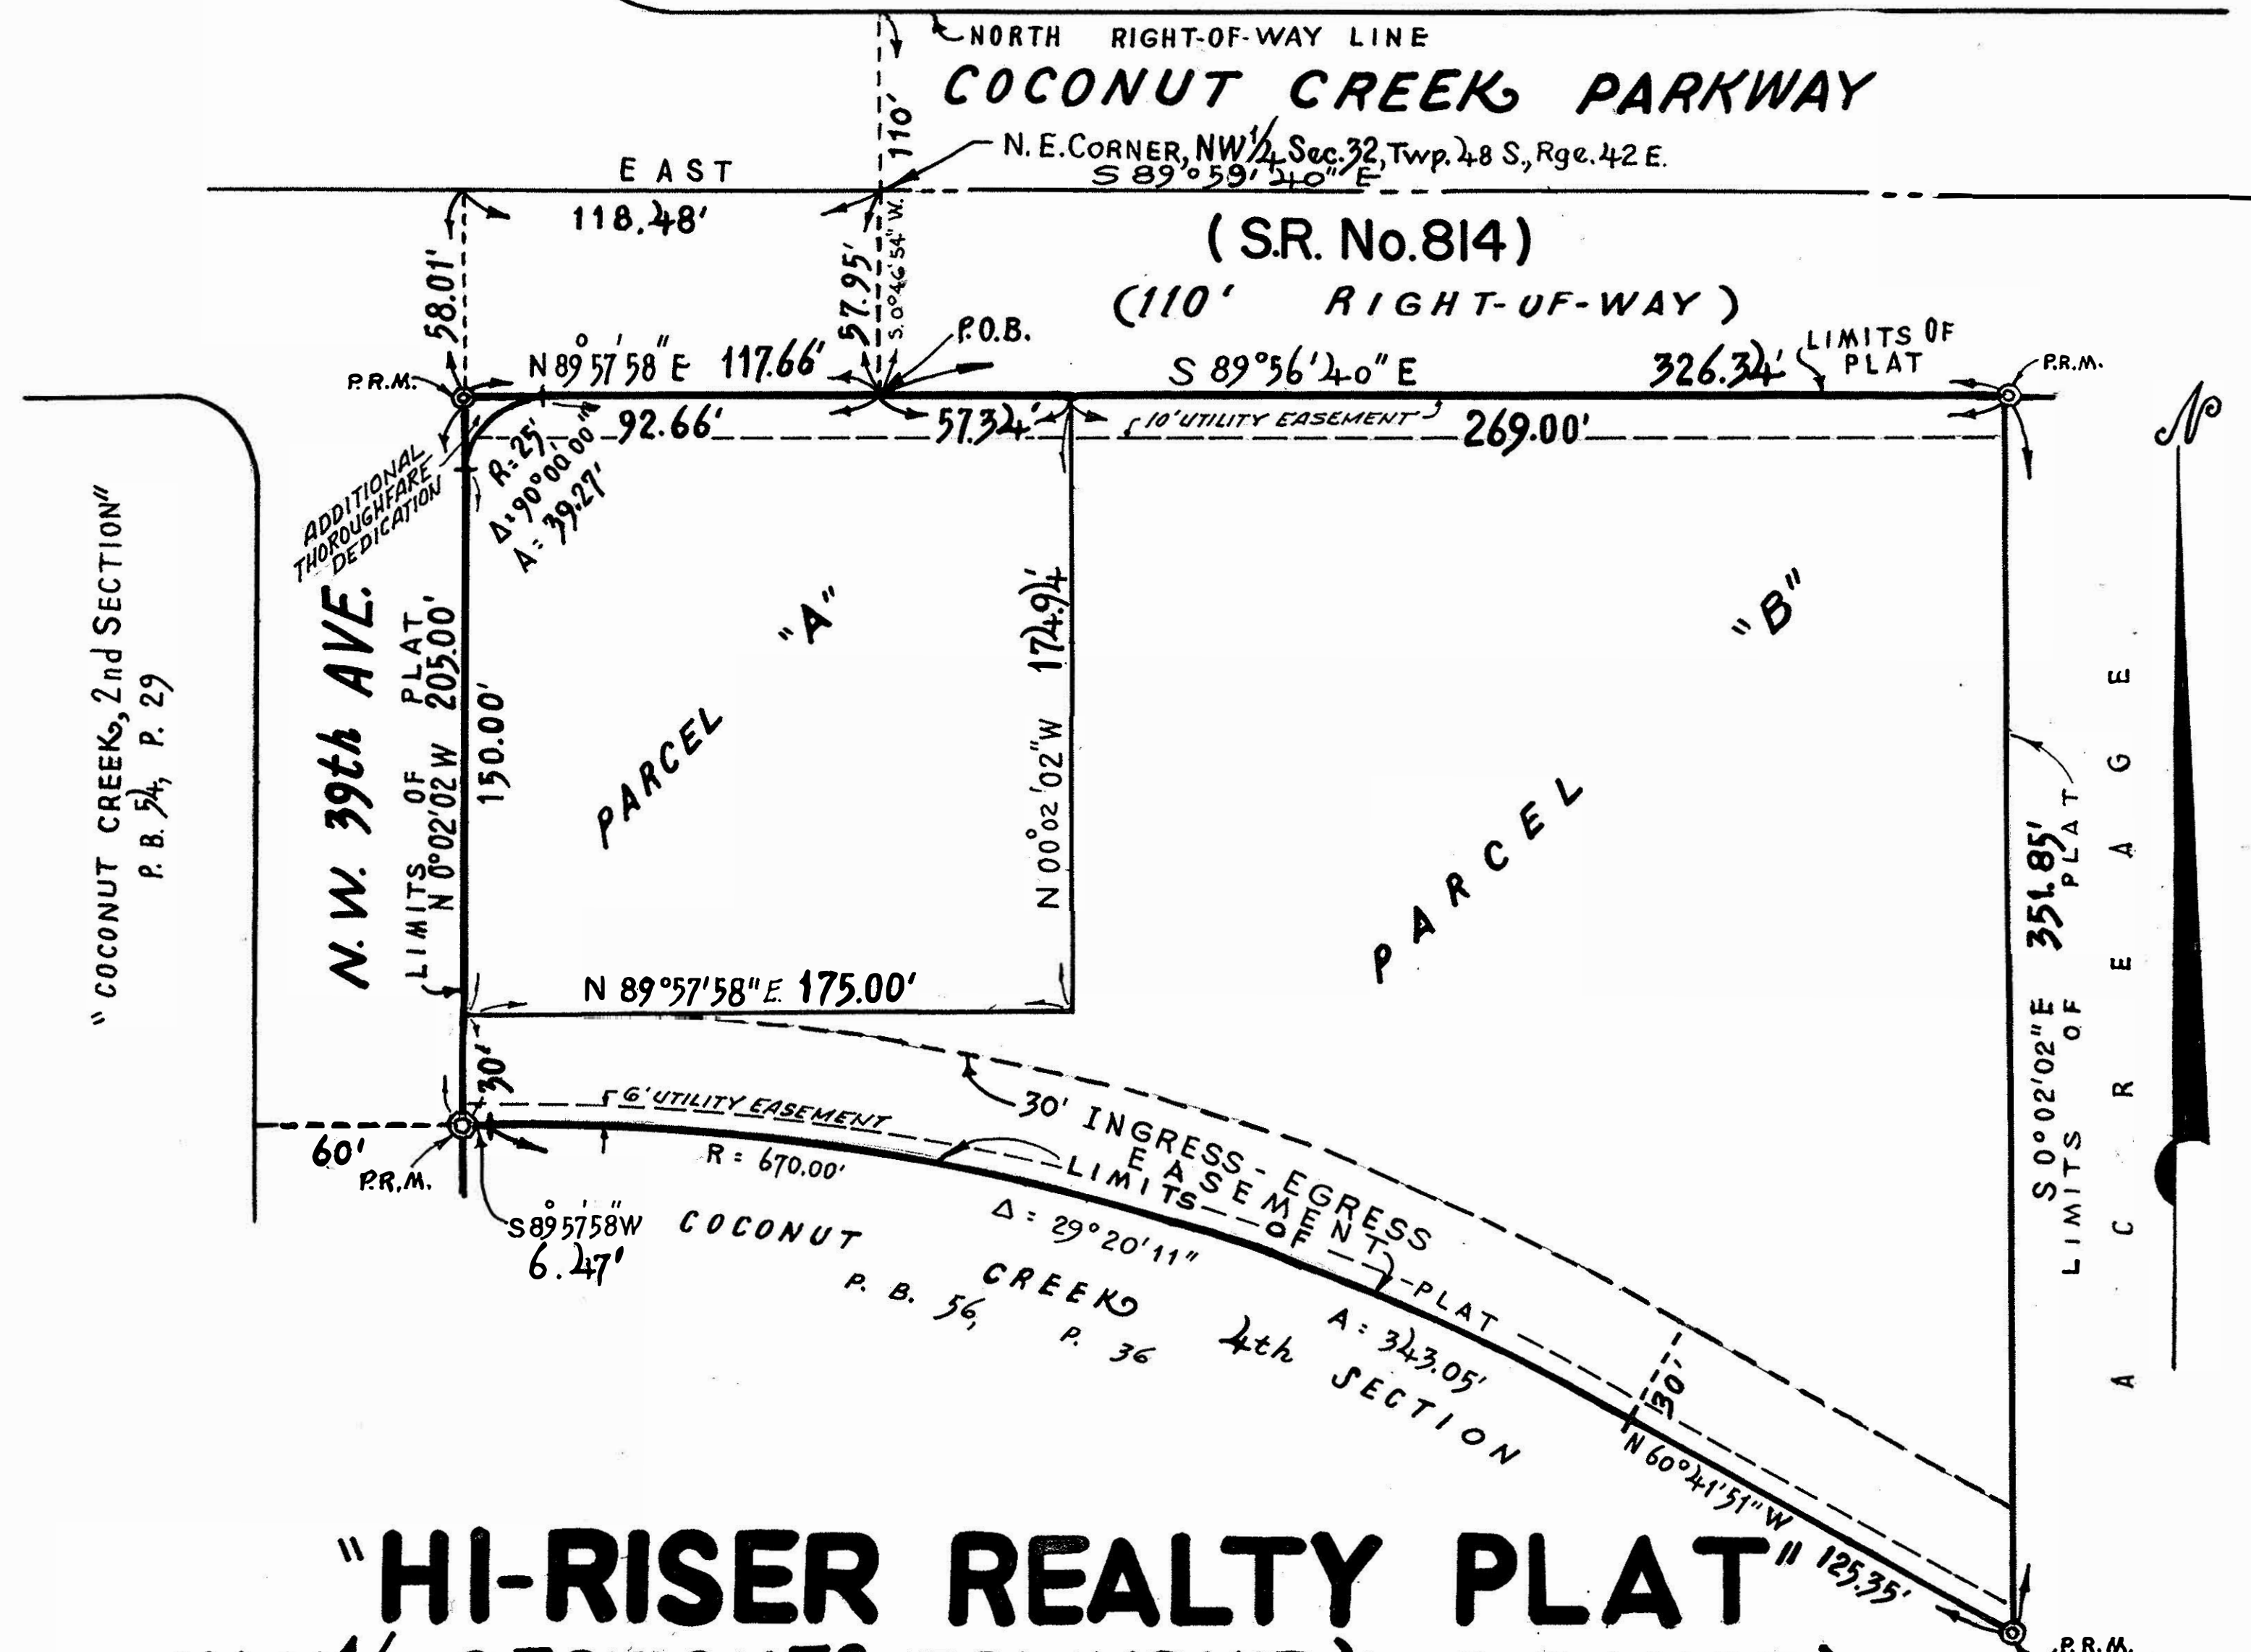 NORTH RIGHT-OF-WAY LINE
COCONUT CREEK PARKWAY
110'
N.E. CORNER, NW 1/4 Sec. 32, Twp. 48 S., Rge. 42 E.
EAST
S 89°59'40" E
118.48'
(S.R. No. 814)
58.01'
57.95'
S. 0°46'54" W.
(110' RIGHT-OF-WAY)
P.O.B.
LIMITS OF
PLAT
N 89°57'58" E 117.66'
S 89°56'40" E
326.34'
P.R.M.
P.R.M.
92.66'
57.34'
10' UTILITY EASEMENT
269.00'
N
R = 25'
Δ = 90°00'00"
A = 39.27'
ADDITIONAL
THOROUGHFARE
DEDICATION
"COCONUT CREEK, 2nd SECTION"
P. B. 54, P. 29
N.W. 39th AVE.
LIMITS OF PLAT
N 0°02'02 W 205.00'
150.00'
PARCEL "A"
N 00°02'02" W 174.94'
PARCEL "B"
S 0°02'02" E 351.85'
LIMITS OF PLAT
ACREAGE
N 89°57'58" E. 175.00'
30'
6' UTILITY EASEMENT
30' INGRESS - EGRESS
EASEMENT
LIMITS OF PLAT
60'
P.R.M.
R = 670.00'
Δ = 29°20'11"
A = 343.05'
S 89°57'58" W
6.47'
COCONUT CREEK 4th SECTION
P. B. 56, P. 36
30'
N 60°41'51" W 125.35'
"HI-RISER REALTY PLAT"
P.R.M.